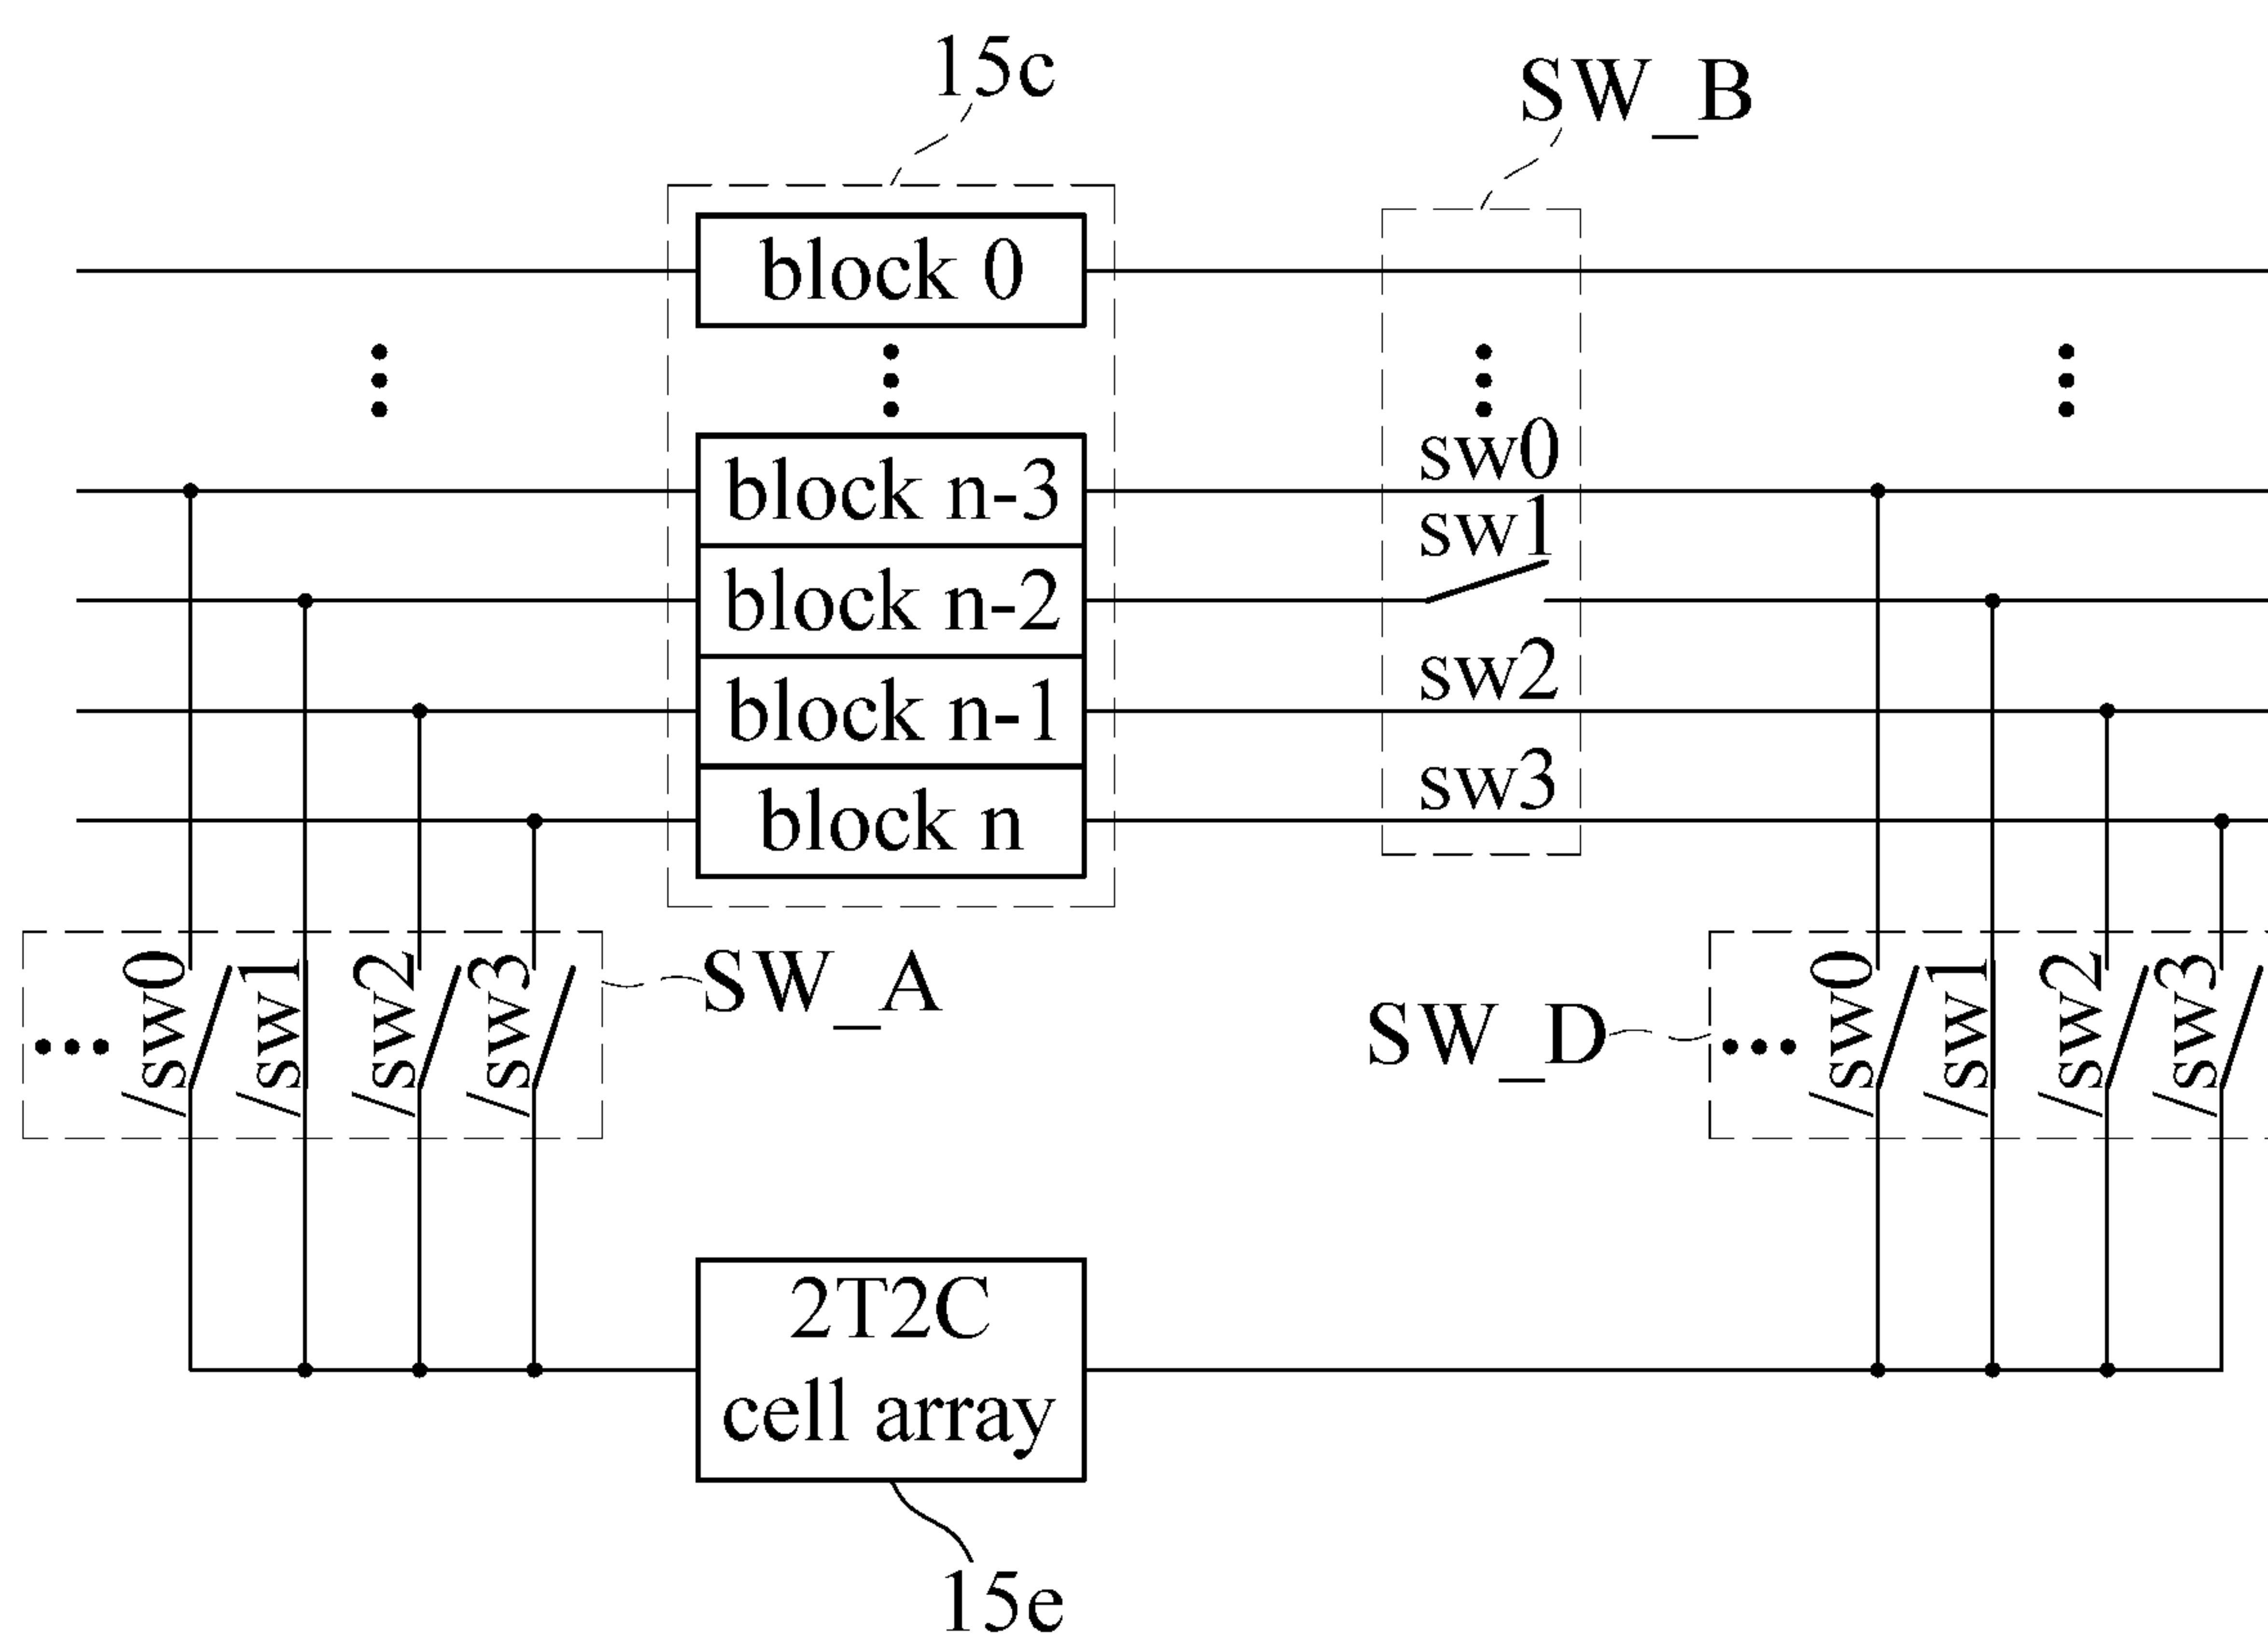 15c
SW_B
block 0
sw0
block n-3
sw1
block n-2
sw2
block n-1
sw3
block n
/sw0
/sw1
/sw2
/sw3
SW_A
SW_D
/sw0
/sw1
/sw2
/sw3
2T2C
cell array
15e